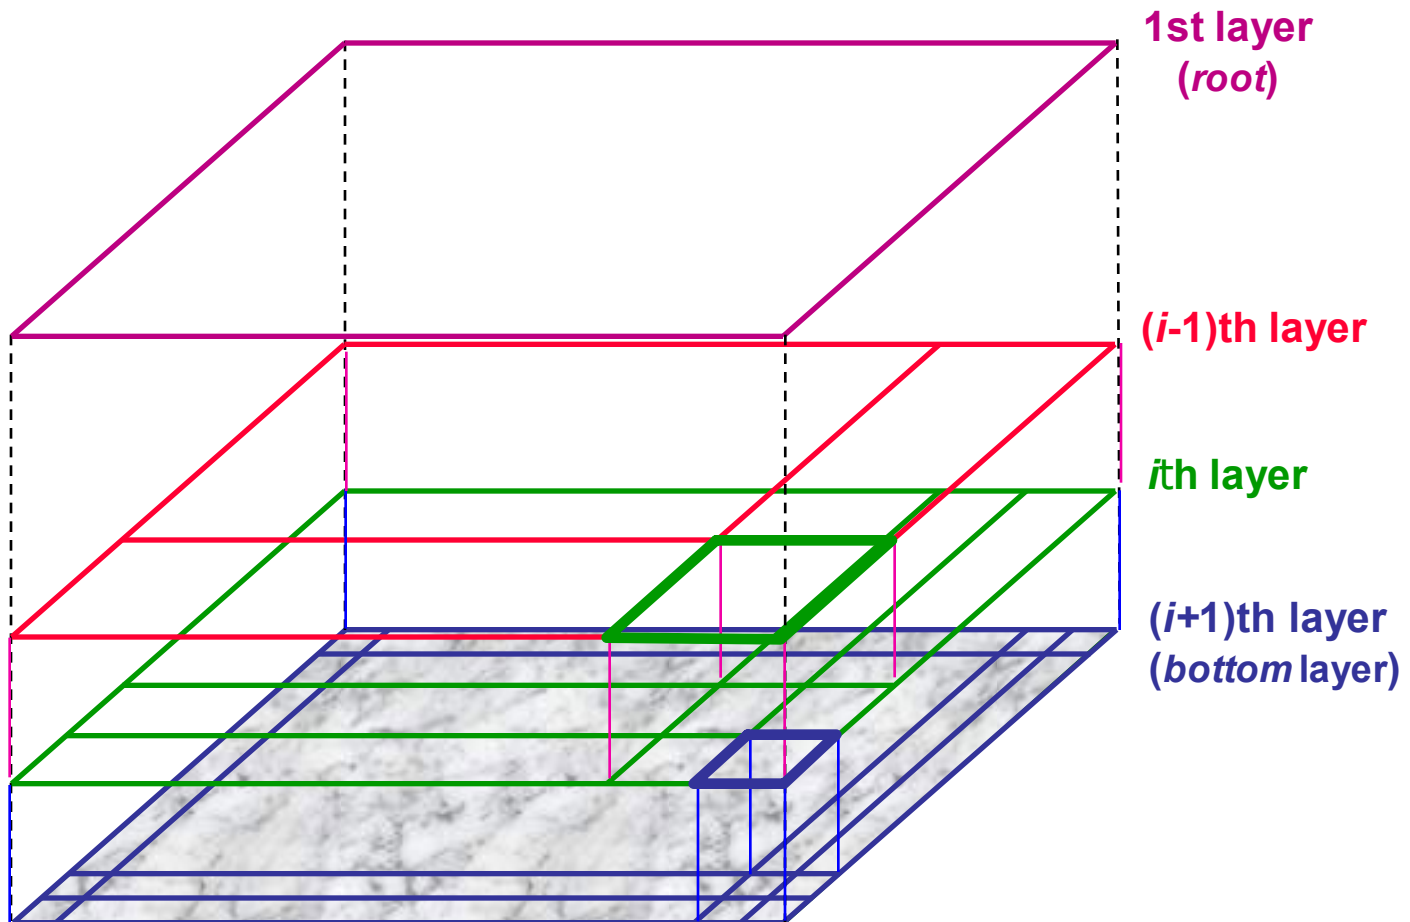 1st layer
(root)
(i-1)th layer
ith layer
(i+1)th layer
(bottom layer)